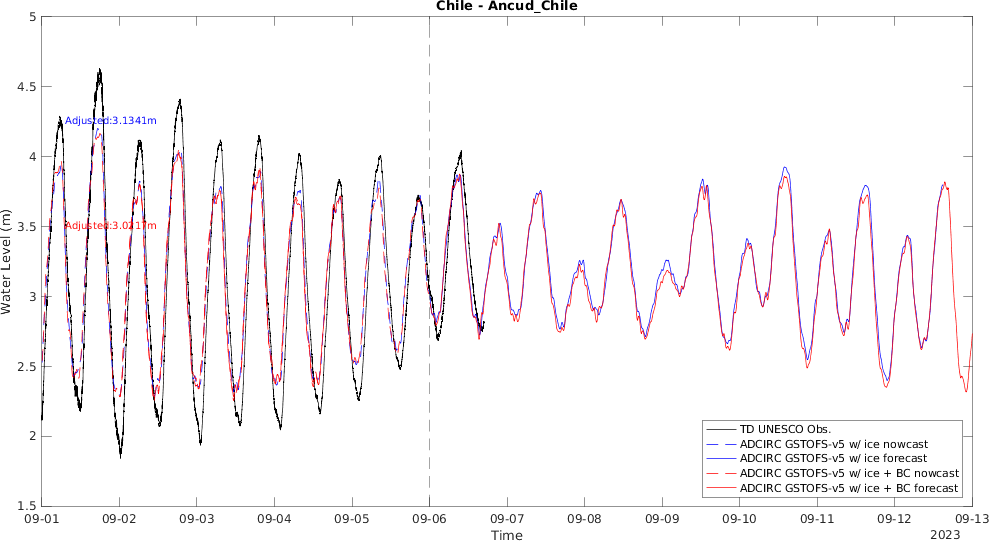 Chile - Ancud_Chile
Water Level (m)
5
4.5
4
3.5
3
2.5
2
1.5
Adjusted:3.1341m
Adjusted:3.0217m
TD UNESCO Obs.
ADCIRC GSTOFS-v5 w/ ice nowcast
ADCIRC GSTOFS-v5 w/ ice forecast
ADCIRC GSTOFS-v5 w/ ice + BC nowcast
ADCIRC GSTOFS-v5 w/ ice + BC forecast
09-01 09-02 09-03 09-04 09-05 09-06 09-07 09-08 09-09 09-10 09-11 09-12 09-13
Time
2023